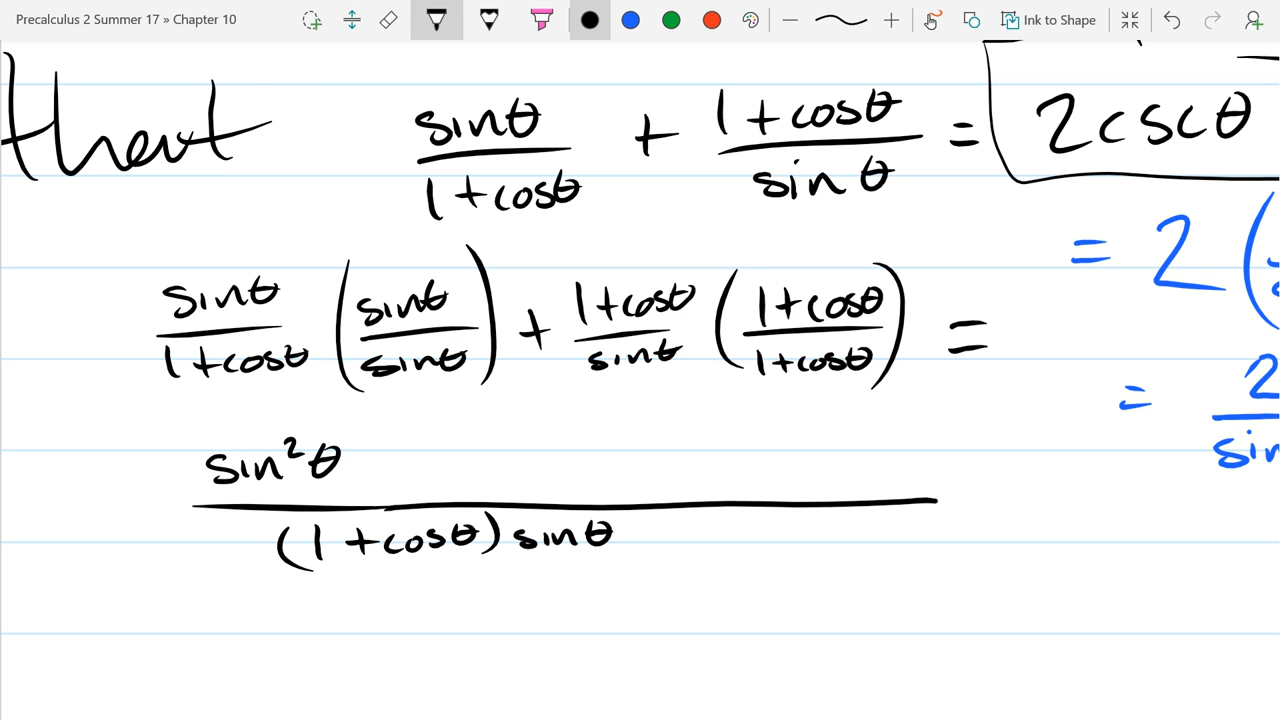 Precalculus 2 Summer 17 » Chapter 10
Ink to Shape
that sinθ/(1+cosθ) + (1+cosθ)/sinθ = 2cscθ
= 2(
sinθ/(1+cosθ) (sinθ/sinθ) + (1+cosθ)/sinθ ((1+cosθ)/(1+cosθ)) =
= 2/sin
sin²θ/((1+cosθ)sinθ)